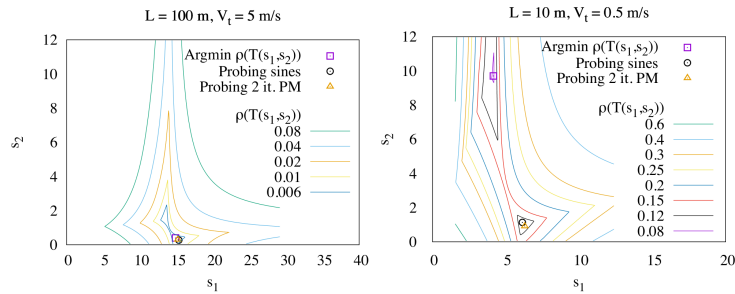 L = 100 m, Vt = 5 m/s
Argmin ρ(T(s1,s2))
Probing sines
Probing 2 it. PM
ρ(T(s1,s2))
0.08
0.04
0.02
0.01
0.006
12
10
8
6
4
2
0
s2
0 5 10 15 20 25 30 35 40
s1
L = 10 m, Vt = 0.5 m/s
Argmin ρ(T(s1,s2))
Probing sines
Probing 2 it. PM
ρ(T(s1,s2))
0.6
0.4
0.3
0.25
0.2
0.15
0.12
0.08
12
10
8
6
4
2
0
s2
0 5 10 15 20
s1